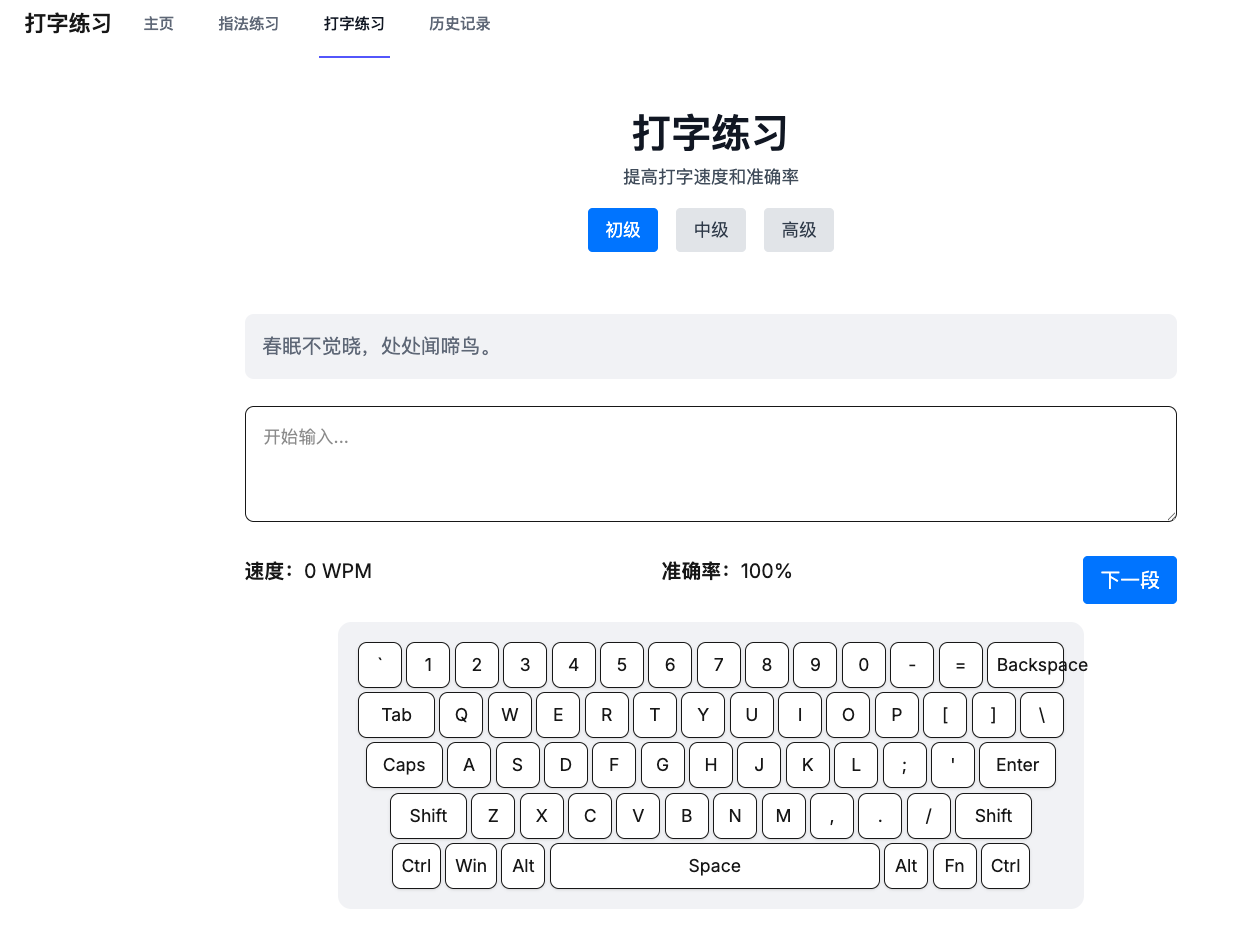 打字练习 主页 指法练习 打字练习 历史记录
打字练习
提高打字速度和准确率
初级 中级 高级
春眠不觉晓，处处闻啼鸟。
开始输入...
速度：0 WPM 准确率：100% 下一段
` 1 2 3 4 5 6 7 8 9 0 - = Backspace
Tab Q W E R T Y U I O P [ ] \
Caps A S D F G H J K L ; ' Enter
Shift Z X C V B N M , . / Shift
Ctrl Win Alt Space Alt Fn Ctrl